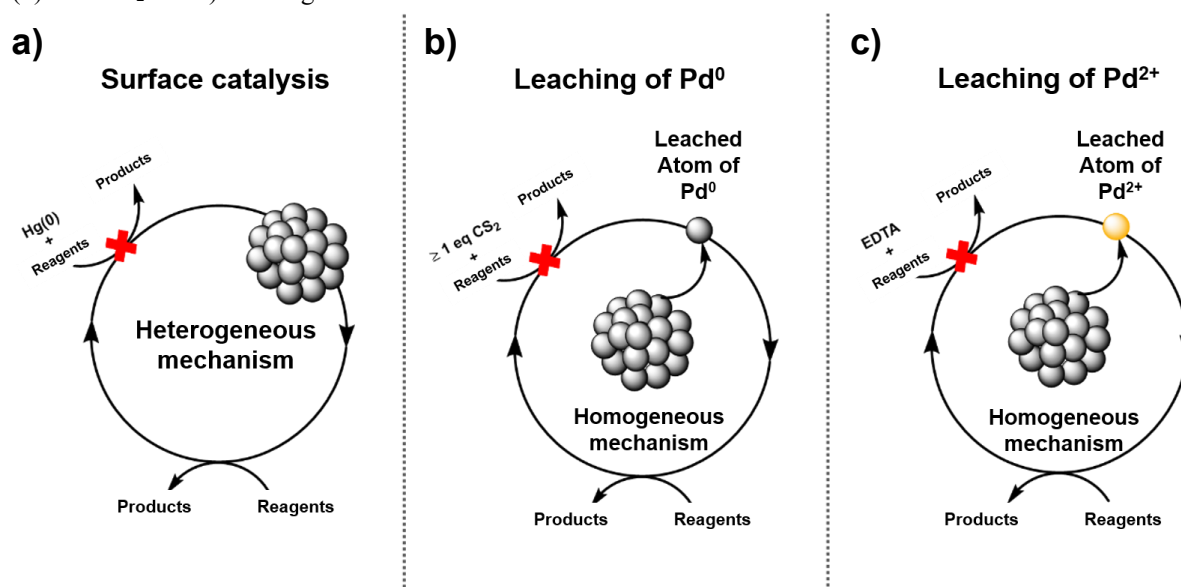 a)
Surface catalysis
Products
Hg(0)
+
Reagents
Heterogeneous
mechanism
Products
Reagents
b)
Leaching of Pd⁰
Leached
Atom of
Pd⁰
Products
≥ 1 eq CS₂
+
Reagents
Homogeneous
mechanism
Products
Reagents
c)
Leaching of Pd²⁺
Leached
Atom of
Pd²⁺
Products
EDTA
+
Reagents
Homogeneous
mechanism
Products
Reagents